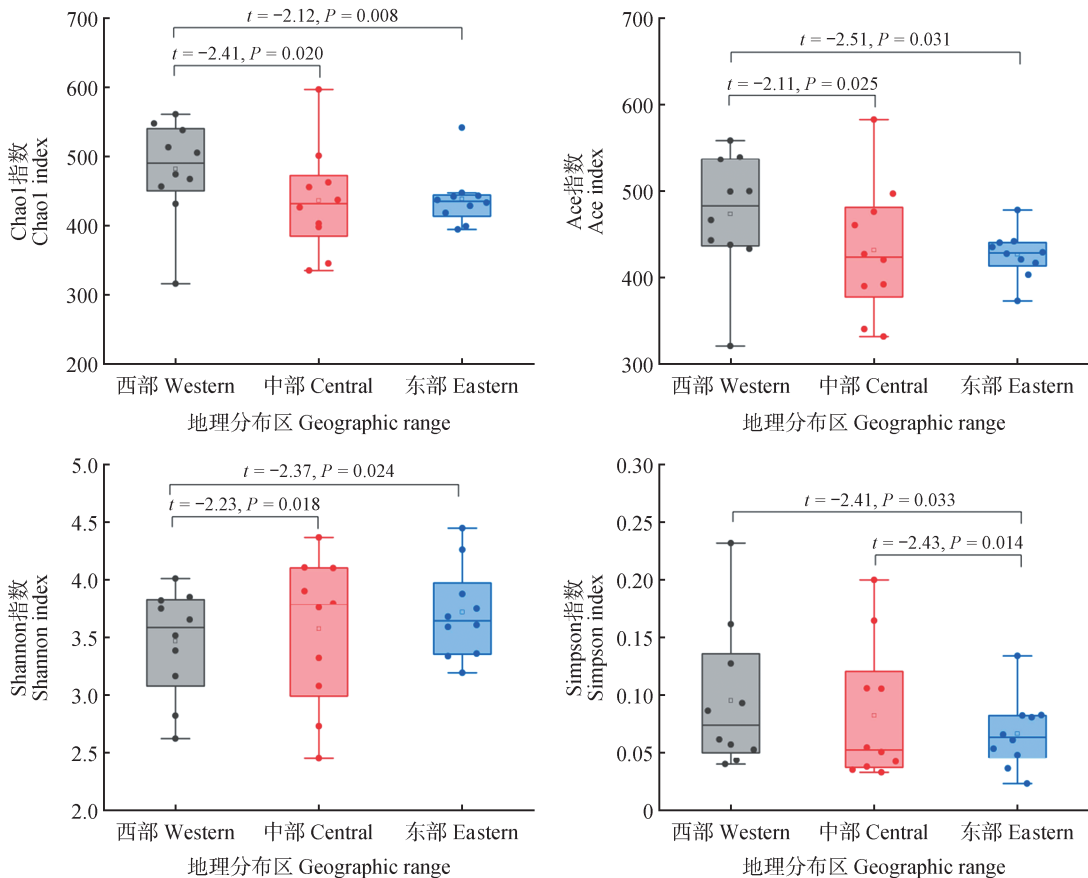 700
600
500
400
300
200
Chao1指数
Chao1 index
t = −2.12, P = 0.008
t = −2.41, P = 0.020
西部 Western
中部 Central
东部 Eastern
地理分布区 Geographic range
700
600
500
400
300
Ace指数
Ace index
t = −2.51, P = 0.031
t = −2.11, P = 0.025
西部 Western
中部 Central
东部 Eastern
地理分布区 Geographic range
5.0
4.5
4.0
3.5
3.0
2.5
2.0
Shannon指数
Shannon index
t = −2.37, P = 0.024
t = −2.23, P = 0.018
西部 Western
中部 Central
东部 Eastern
地理分布区 Geographic range
0.30
0.25
0.20
0.15
0.10
0.05
0
Simpson指数
Simpson index
t = −2.41, P = 0.033
t = −2.43, P = 0.014
西部 Western
中部 Central
东部 Eastern
地理分布区 Geographic range